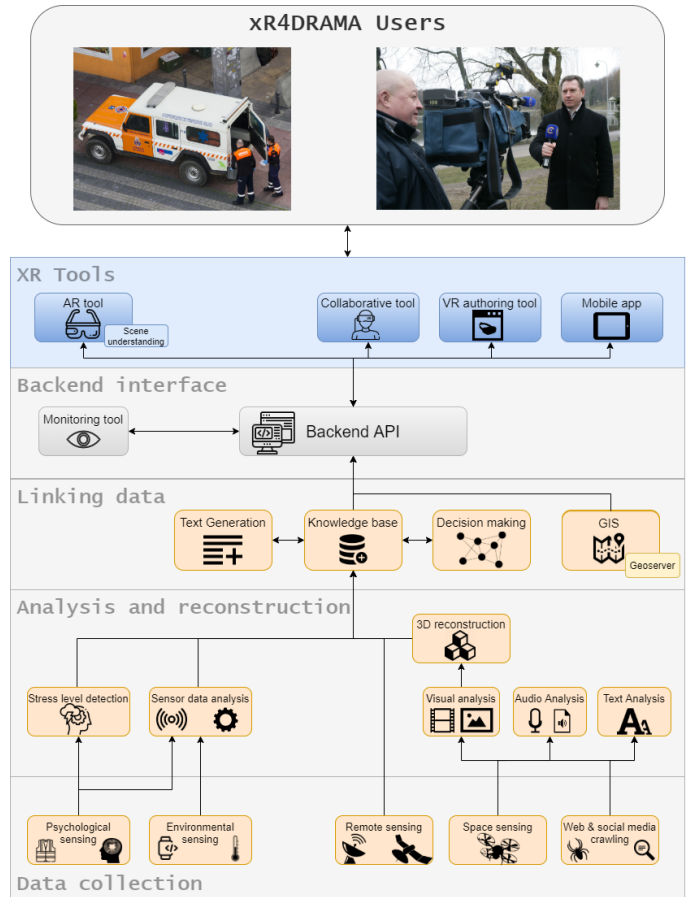 xR4DRAMA Users
XR Tools
AR tool
Scene
understanding
Collaborative tool
VR authoring tool
Mobile app
Backend interface
Monitoring tool
Backend API
Linking data
Text Generation
Knowledge base
Decision making
GIS
Geoserver
Analysis and reconstruction
3D reconstruction
Stress level detection
Sensor data analysis
Visual analysis
Audio Analysis
Text Analysis
Psychological
sensing
Environmental
sensing
Remote sensing
Space sensing
Web & social media
crawling
Data collection